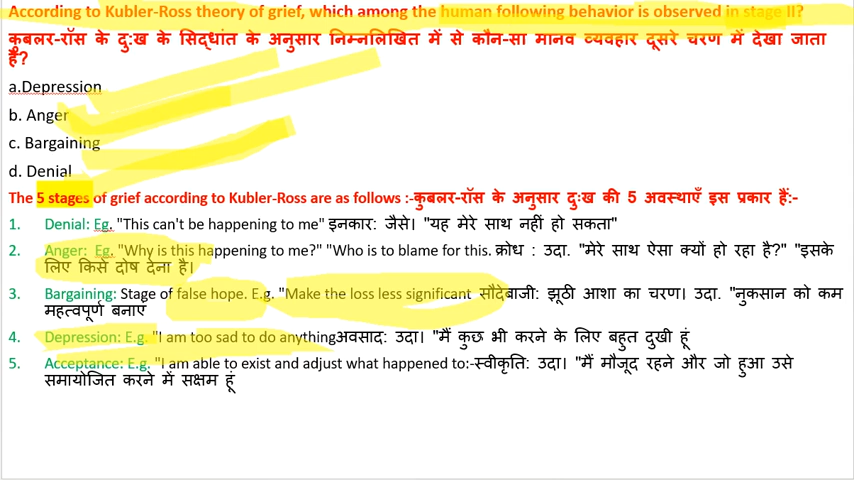 According to Kubler-Ross theory of grief, which among the human following behavior is observed in stage II?
कुबलर-रॉस के दुःख के सिद्धांत के अनुसार निम्नलिखित में से कौन-सा मानव व्यवहार दूसरे चरण में देखा जाता
है?
a.Depression
b. Anger
c. Bargaining
d. Denial
The 5 stages of grief according to Kubler-Ross are as follows :-कुबलर-रॉस के अनुसार दुःख की 5 अवस्थाएँ इस प्रकार हैं:-
1. Denial: Eg. "This can't be happening to me" इनकार: जैसे। "यह मेरे साथ नहीं हो सकता"
2. Anger: Eg. "Why is this happening to me?" "Who is to blame for this. क्रोध : उदा. "मेरे साथ ऐसा क्यों हो रहा है?" "इसके
लिए किसे दोष देना है।
3. Bargaining: Stage of false hope. E.g. "Make the loss less significant सौदेबाजी: झूठी आशा का चरण। उदा. "नुकसान को कम
महत्वपूर्ण बनाएं
4. Depression: E.g. "I am too sad to do anythingअवसाद: उदा। "मैं कुछ भी करने के लिए बहुत दुखी हूं
5. Acceptance: E.g. "I am able to exist and adjust what happened to:-स्वीकृति: उदा। "मैं मौजूद रहने और जो हुआ उसे
समायोजित करने में सक्षम हूं